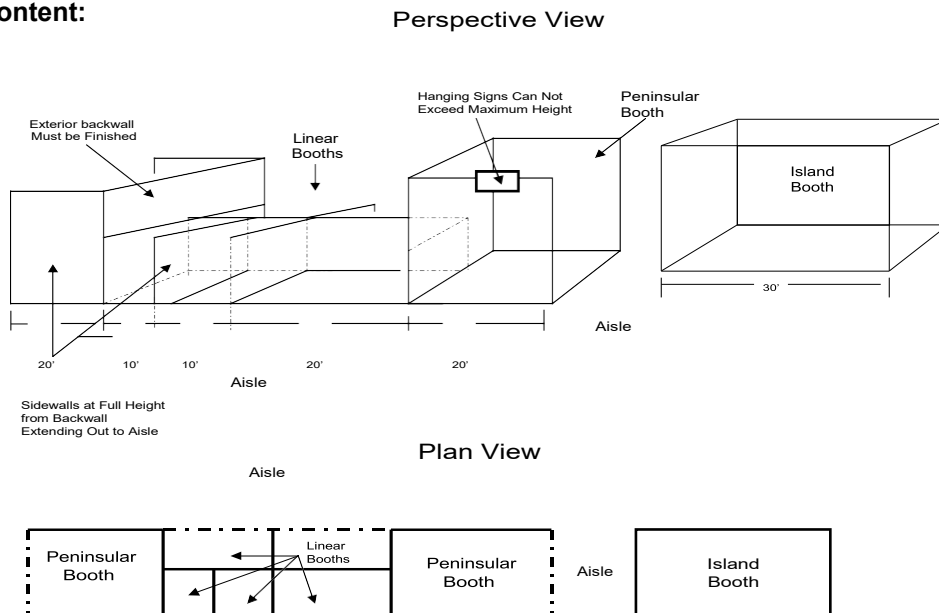 ontent:
Perspective View
Hanging Signs Can Not
Exceed Maximum Height
Peninsular
Booth
Exterior backwall
Must be Finished
Linear
Booths
Island
Booth
30'
Aisle
20'
10'
10'
20'
20'
Aisle
Sidewalls at Full Height
from Backwall
Extending Out to Aisle
Plan View
Aisle
Peninsular
Booth
Linear
Booths
Peninsular
Booth
Aisle
Island
Booth